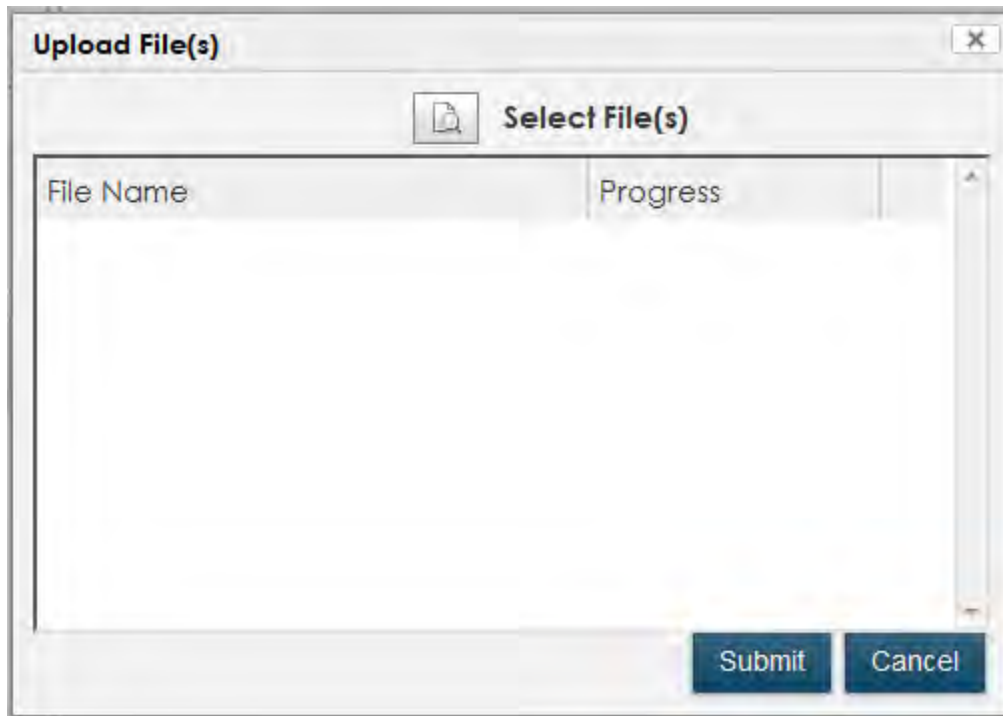 Upload File(s)
Select File(s)
File Name Progress
Submit Cancel